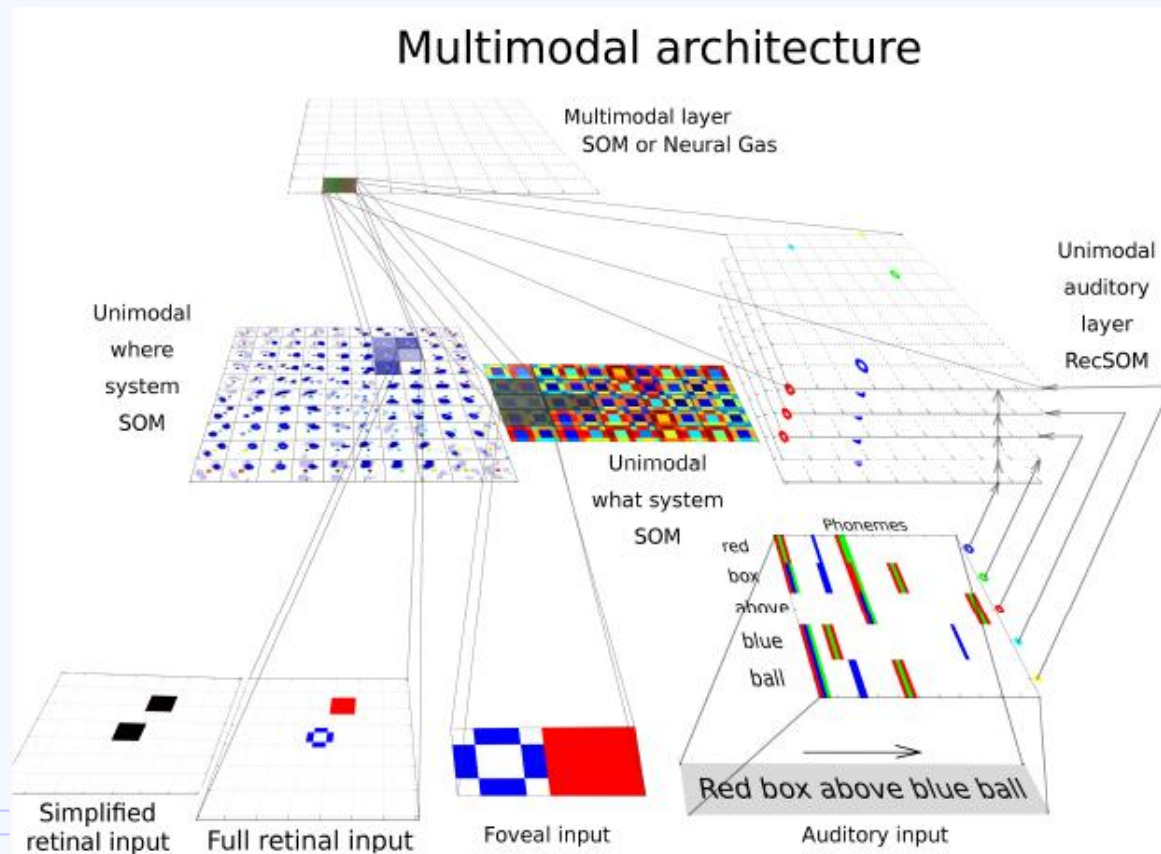 Multimodal architecture
Multimodal layer
SOM or Neural Gas
Unimodal
where
system
SOM
Unimodal
auditory
layer
RecSOM
Unimodal
what system
SOM
Phonemes
red
box
above
blue
ball
Red box above blue ball
Simplified
retinal input
Full retinal input
Foveal input
Auditory input